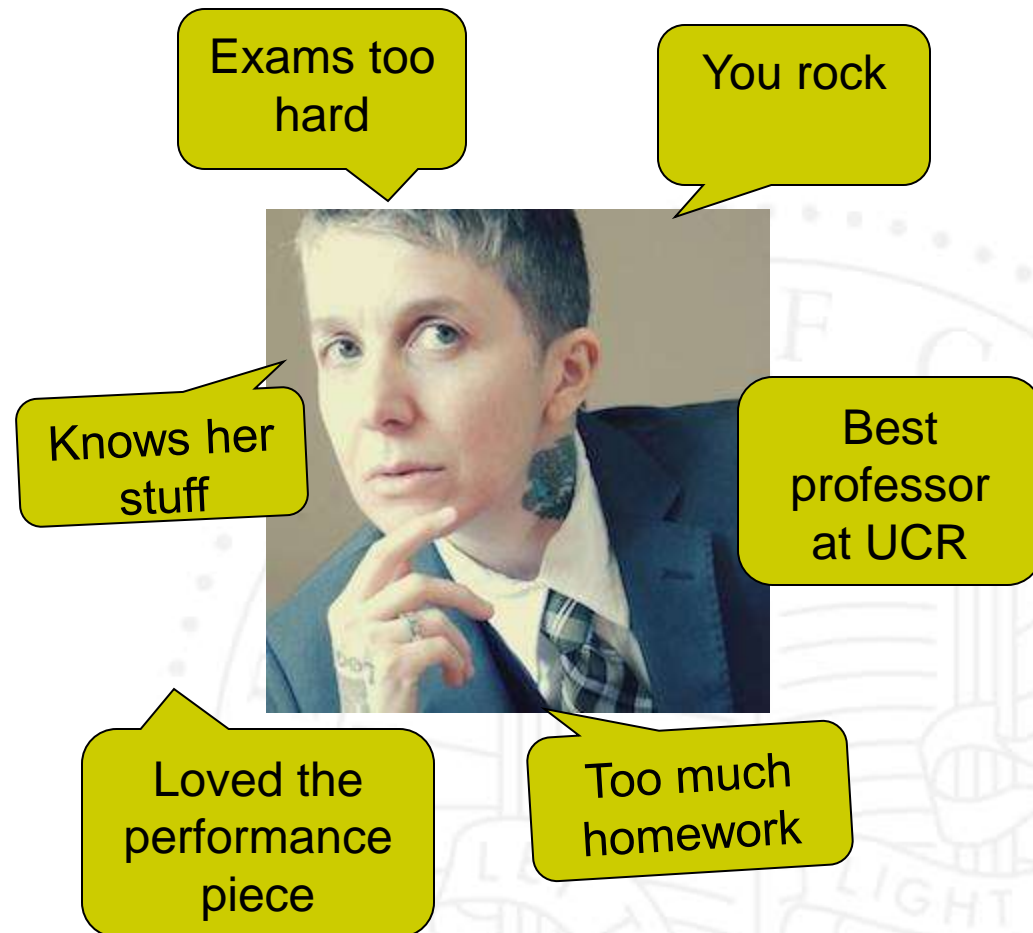 Exams too
hard
You rock
Knows her
stuff
Best
professor
at UCR
Loved the
performance
piece
Too much
homework
F C
LIGHT